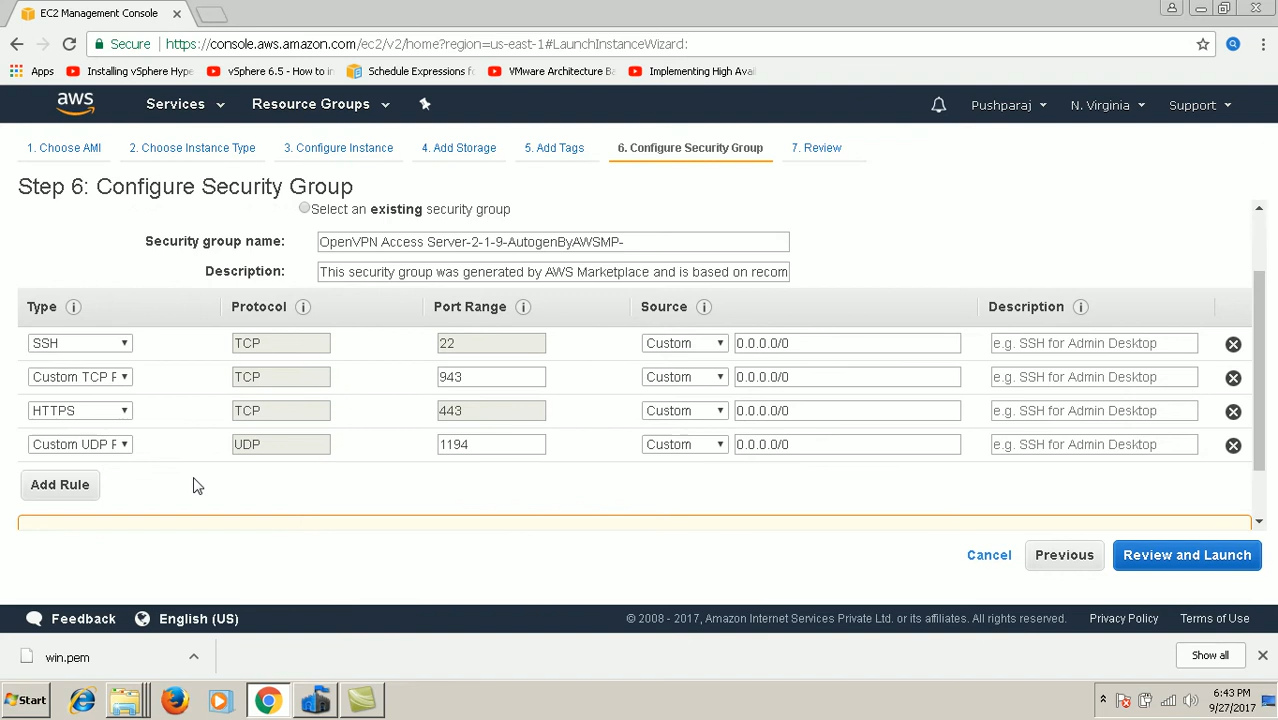 EC2 Management Console
Secure https://console.aws.amazon.com/ec2/v2/home?region=us-east-1#LaunchInstanceWizard:
Apps Installing vSphere Hype vSphere 6.5 - How to in Schedule Expressions fo VMware Architecture Ba Implementing High Avai
aws Services Resource Groups Pushparaj N. Virginia Support
1. Choose AMI 2. Choose Instance Type 3. Configure Instance 4. Add Storage 5. Add Tags 6. Configure Security Group 7. Review
Step 6: Configure Security Group
Select an existing security group
Security group name: OpenVPN Access Server-2-1-9-AutogenByAWSMP-
Description: This security group was generated by AWS Marketplace and is based on recom
Type Protocol Port Range Source Description
SSH TCP 22 Custom 0.0.0.0/0 e.g. SSH for Admin Desktop
Custom TCP F TCP 943 Custom 0.0.0.0/0 e.g. SSH for Admin Desktop
HTTPS TCP 443 Custom 0.0.0.0/0 e.g. SSH for Admin Desktop
Custom UDP F UDP 1194 Custom 0.0.0.0/0 e.g. SSH for Admin Desktop
Add Rule
Cancel Previous Review and Launch
Feedback English (US) © 2008 - 2017, Amazon Internet Services Private Ltd. or its affiliates. All rights reserved. Privacy Policy Terms of Use
win.pem Show all
Start 6:43 PM
9/27/2017